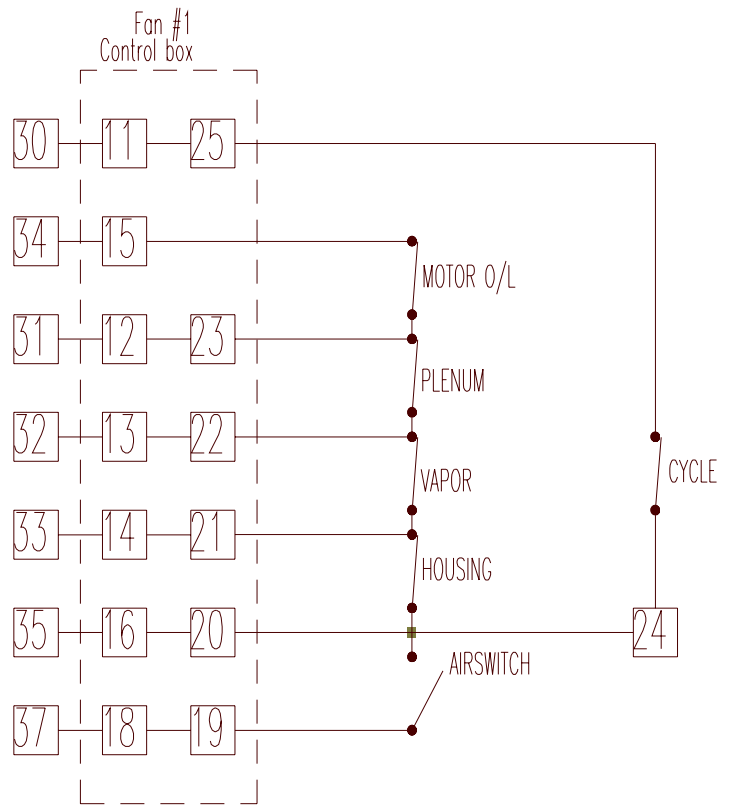 Fan #1
Control box
30 11 25
34 15
MOTOR O/L
31 12 23
PLENUM
32 13 22
VAPOR
CYCLE
33 14 21
HOUSING
35 16 20 24
AIRSWITCH
37 18 19